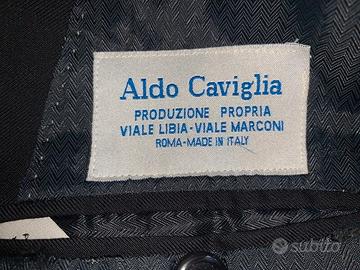 Aldo Caviglia
PRODUZIONE PROPRIA
VIALE LIBIA-VIALE MARCONI
ROMA-MADE IN ITALY
subito